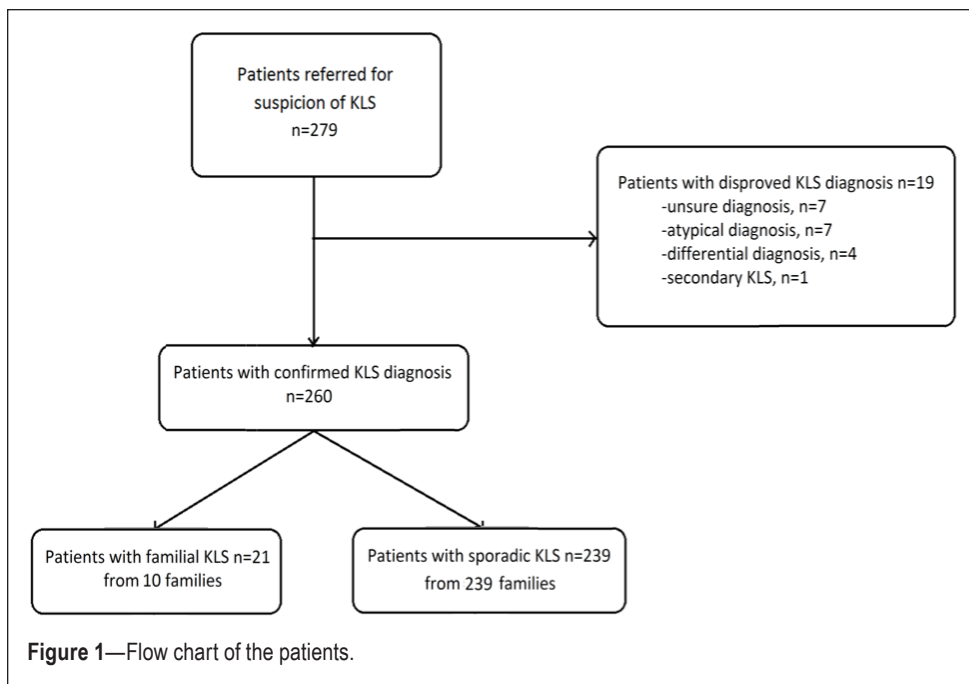 Patients referred for
suspicion of KLS
n=279
Patients with disproved KLS diagnosis n=19
-unsure diagnosis, n=7
-atypical diagnosis, n=7
-differential diagnosis, n=4
-secondary KLS, n=1
Patients with confirmed KLS diagnosis
n=260
Patients with familial KLS n=21
from 10 families
Patients with sporadic KLS n=239
from 239 families
Figure 1—Flow chart of the patients.